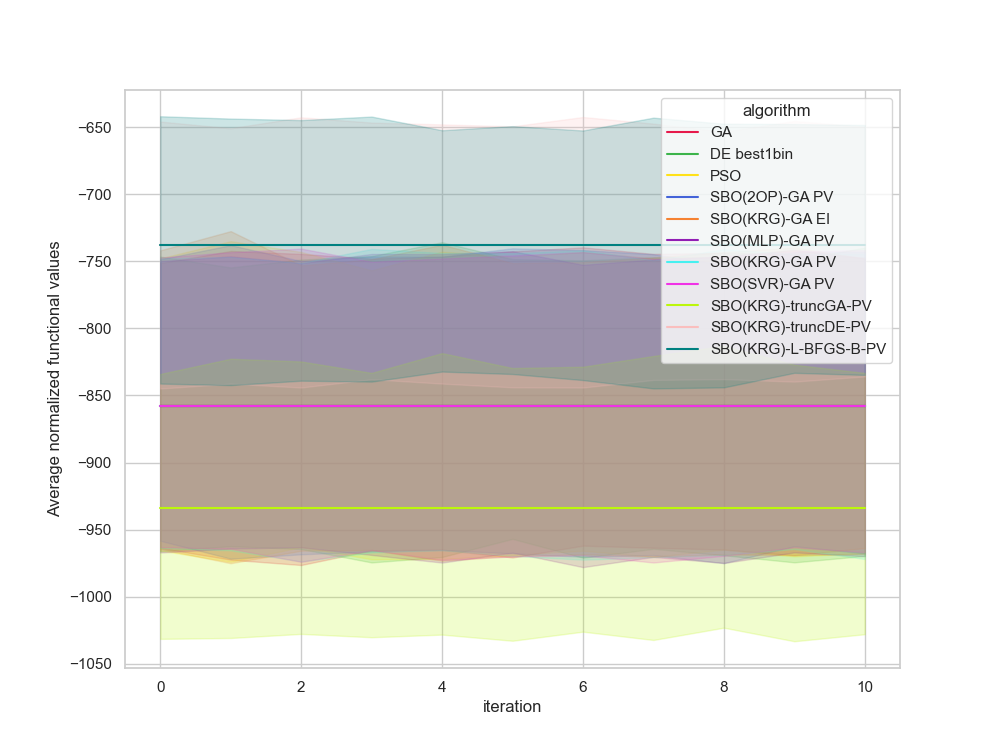 algorithm
GA
DE best1bin
PSO
SBO(2OP)-GA PV
SBO(KRG)-GA EI
SBO(MLP)-GA PV
SBO(KRG)-GA PV
SBO(SVR)-GA PV
SBO(KRG)-truncGA-PV
SBO(KRG)-truncDE-PV
SBO(KRG)-L-BFGS-B-PV
Average normalized functional values
−650
−700
−750
−800
−850
−900
−950
−1000
−1050
0 2 4 6 8 10
iteration